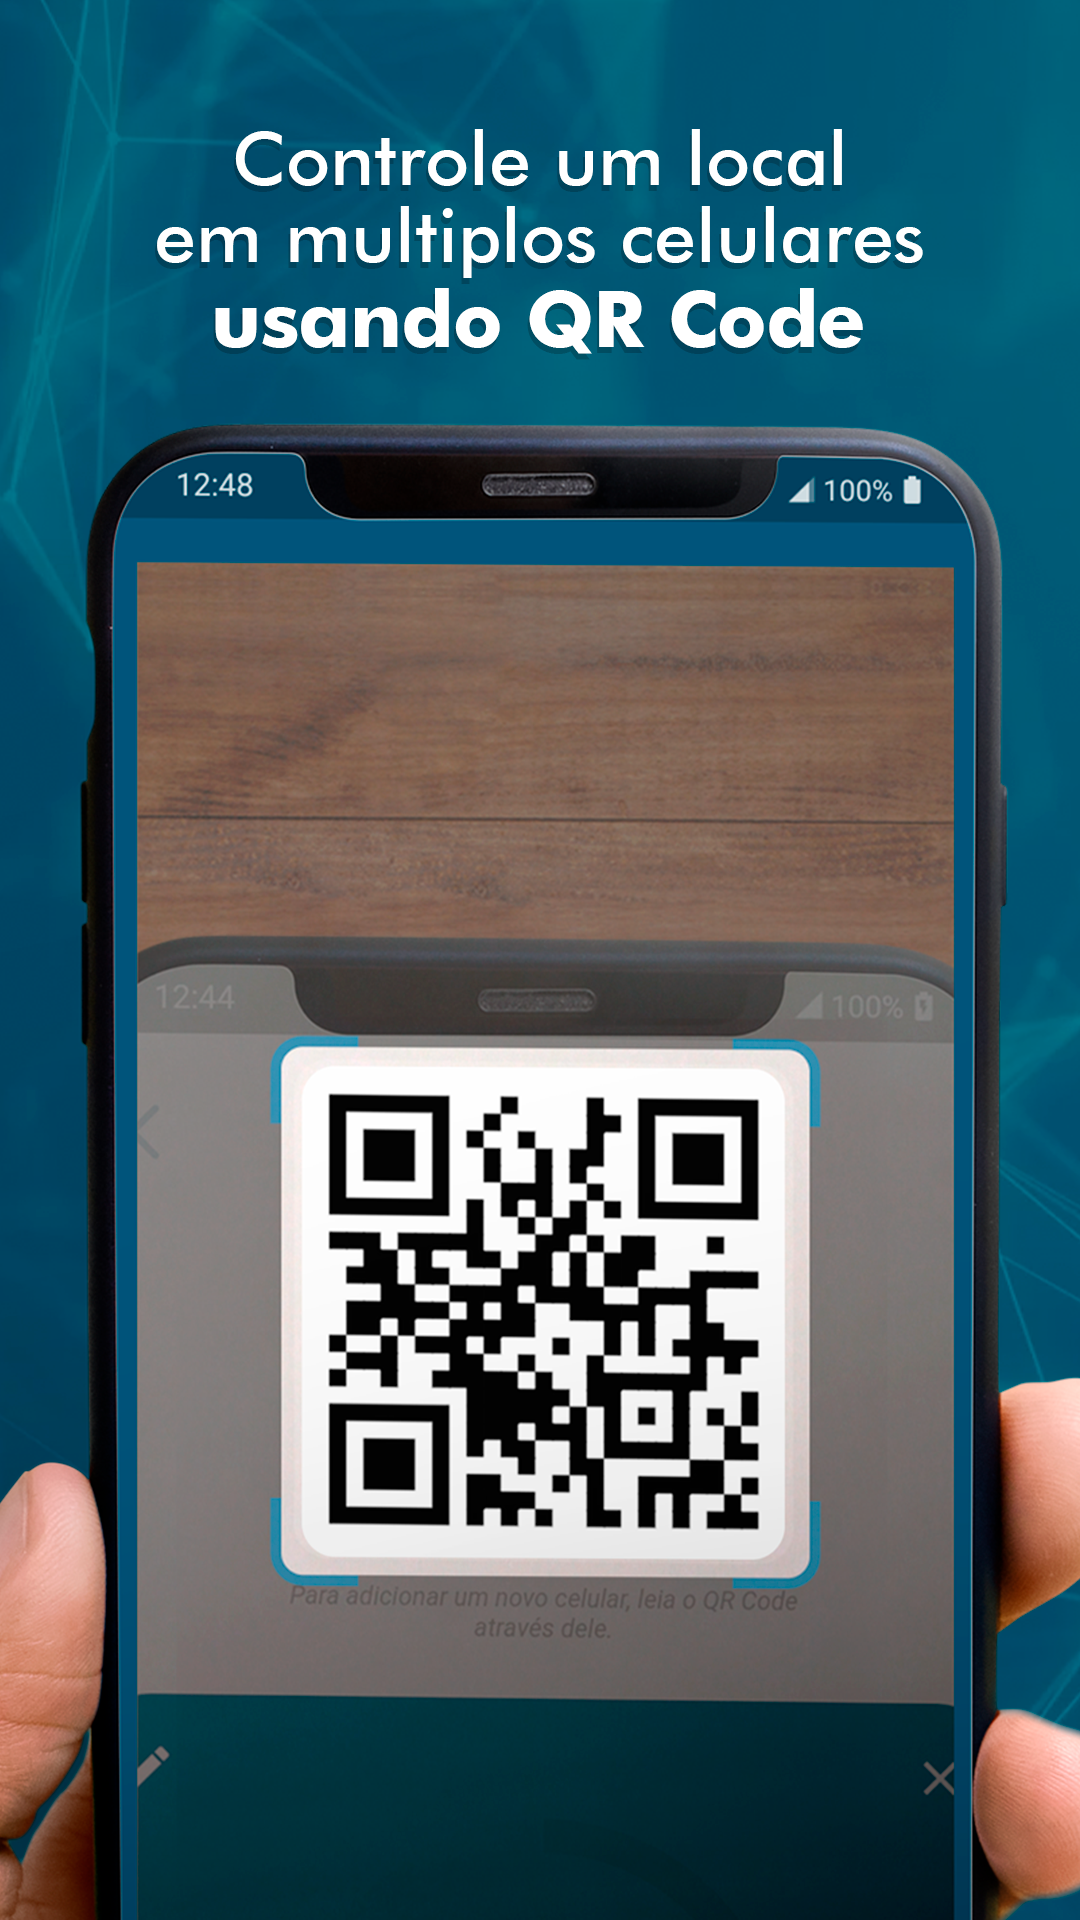 Controle um local
em multiplos celulares
usando QR Code
12:48
100%
12:44
100%
Para adicionar um novo celular, leia o QR Code
através dele.